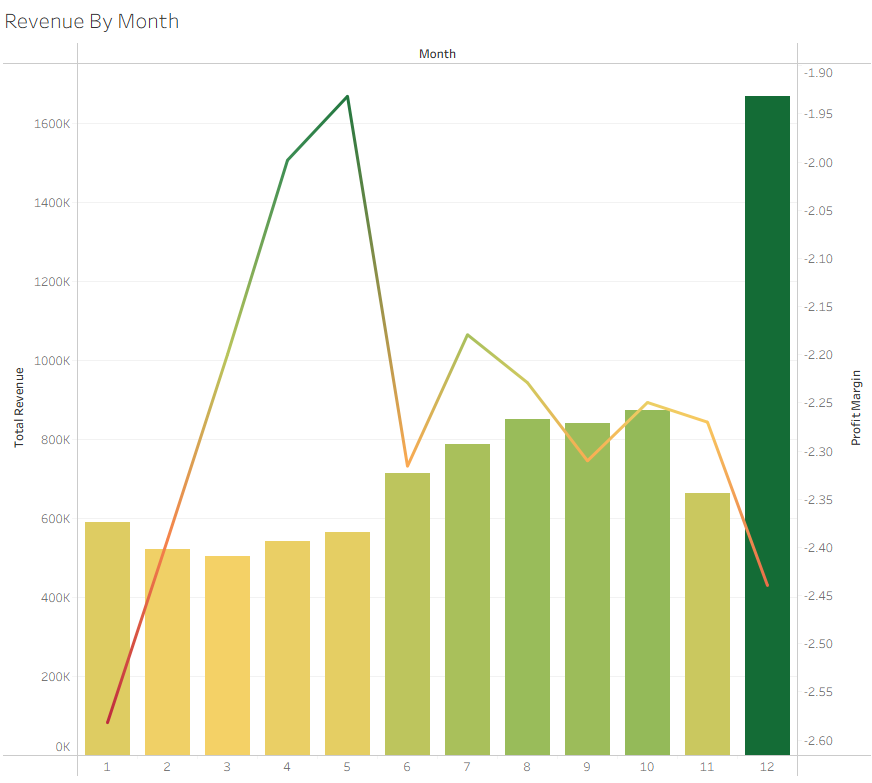 Revenue By Month
Month
1600K
1400K
1200K
1000K
800K
600K
400K
200K
0K
Total Revenue
-1.90
-1.95
-2.00
-2.05
-2.10
-2.15
-2.20
-2.25
-2.30
-2.35
-2.40
-2.45
-2.50
-2.55
-2.60
Profit Margin
1 2 3 4 5 6 7 8 9 10 11 12